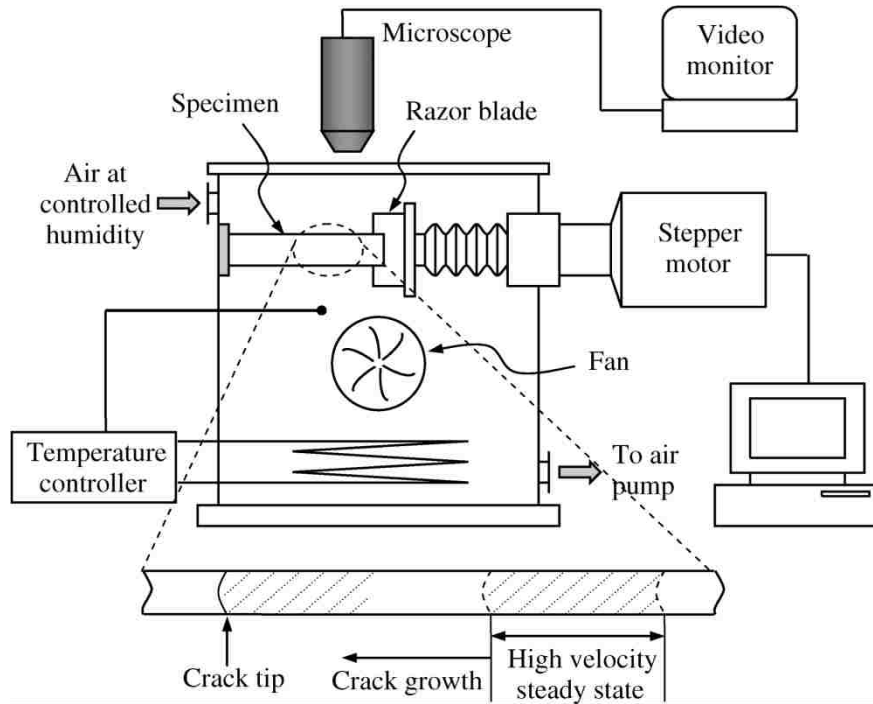 Microscope
Video
monitor
Specimen
Razor blade
Air at
controlled
humidity
Stepper
motor
Fan
Temperature
controller
To air
pump
Crack tip
Crack growth
High velocity
steady state